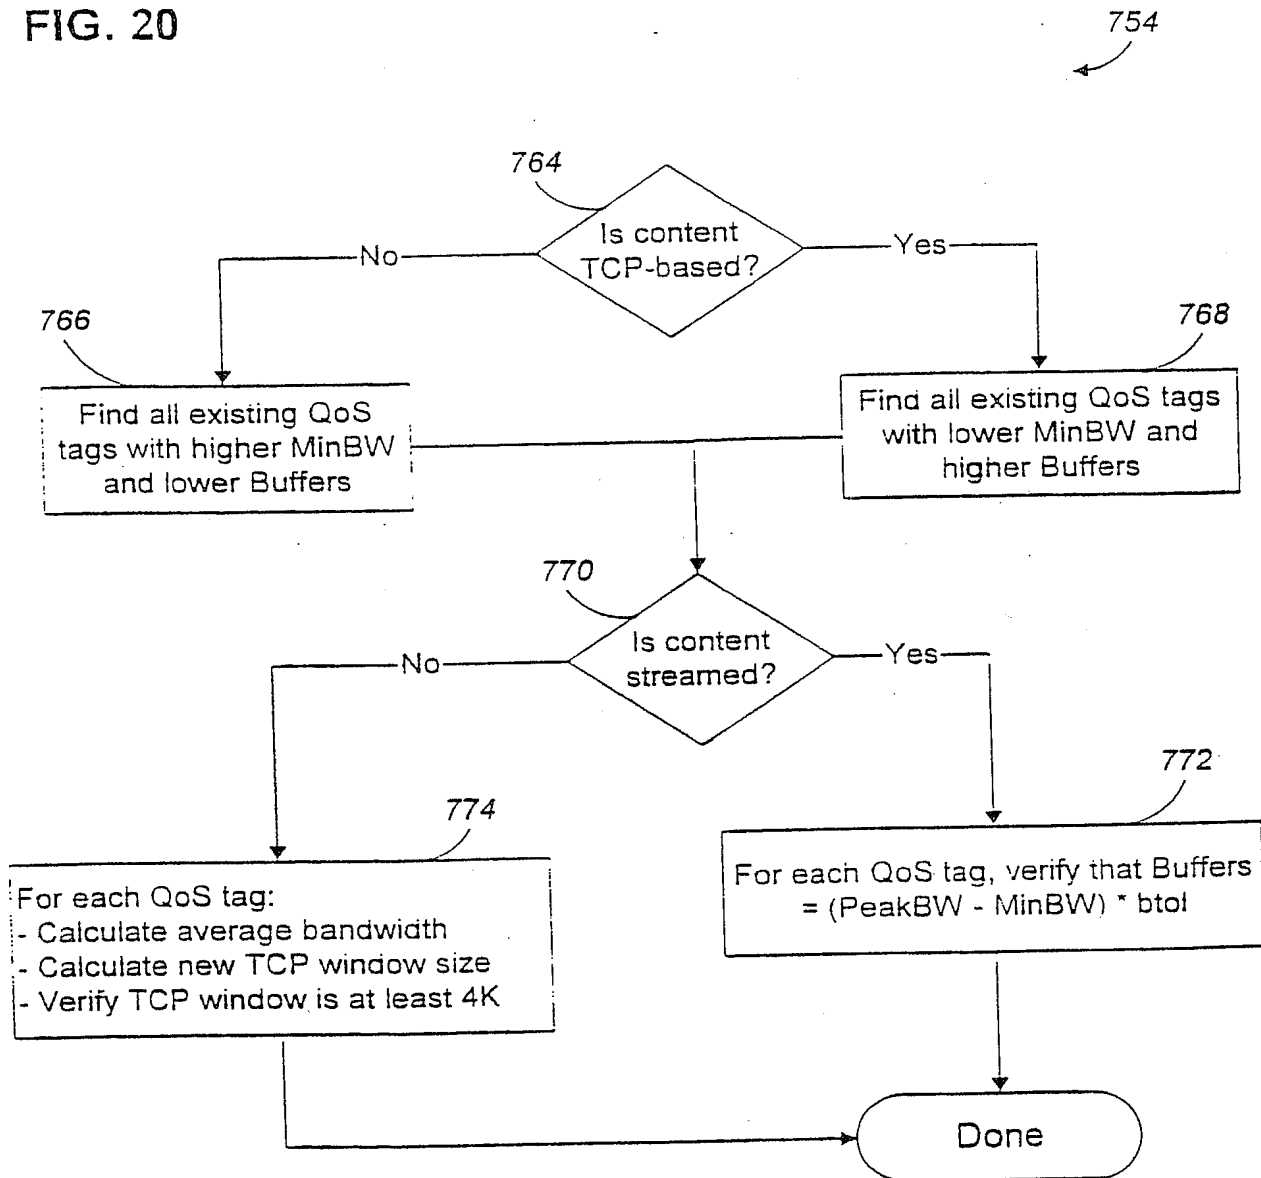 FIG. 20
754
764
Is content
TCP-based?
No
Yes
766
768
Find all existing QoS
tags with higher MinBW
and lower Buffers
Find all existing QoS tags
with lower MinBW and
higher Buffers
770
Is content
streamed?
No
Yes
772
774
For each QoS tag, verify that Buffers
= (PeakBW - MinBW) * btol
For each QoS tag:
- Calculate average bandwidth
- Calculate new TCP window size
- Verify TCP window is at least 4K
Done